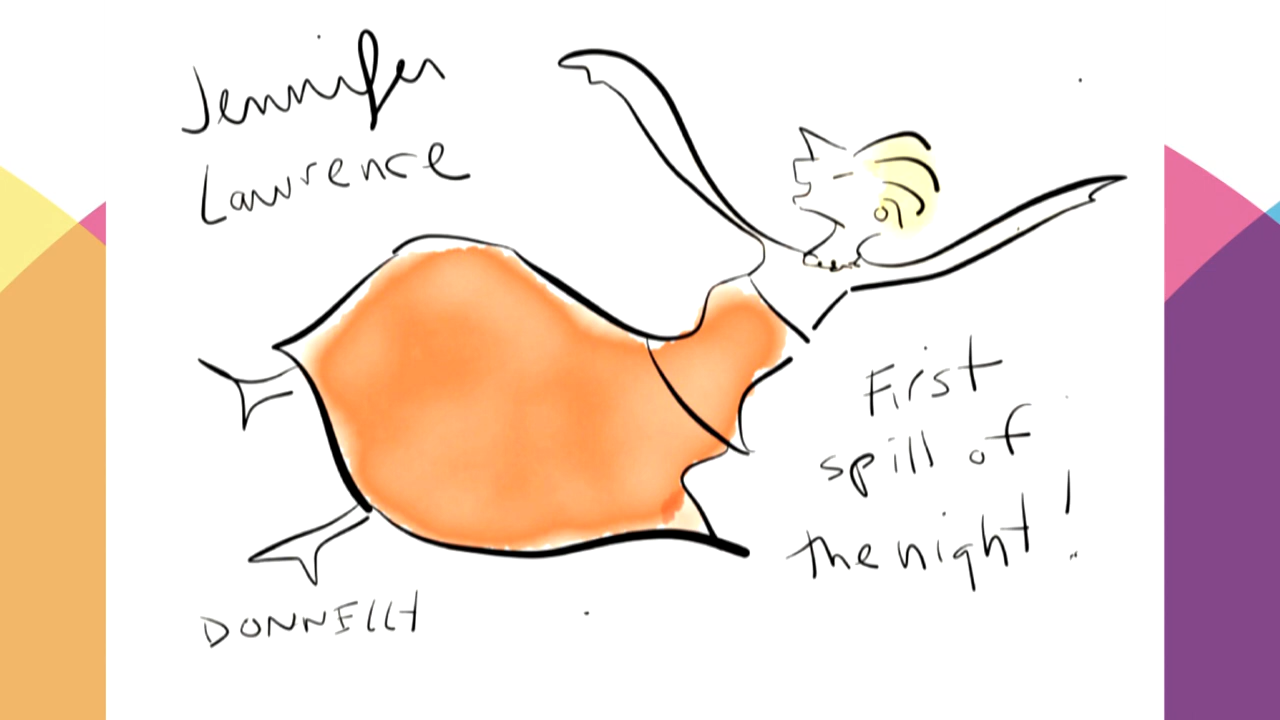 Jennifer
Lawrence
First
spill of
the night!
DONNELLY